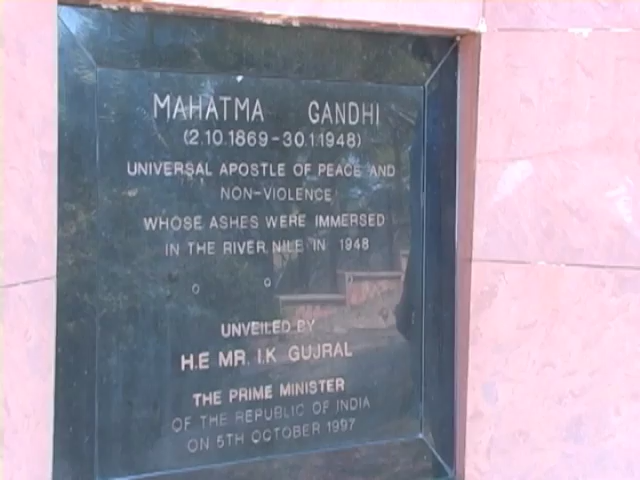 MAHATMA GANDHI
(2.10.1869-30.1.1948)
UNIVERSAL APOSTLE OF PEACE AND
NON-VIOLENCE
WHOSE ASHES WERE IMMERSED
IN THE RIVER NILE IN 1948
UNVEILED BY
H.E MR. I.K GUJRAL
THE PRIME MINISTER
OF THE REPUBLIC OF INDIA
ON 5TH OCTOBER 1997